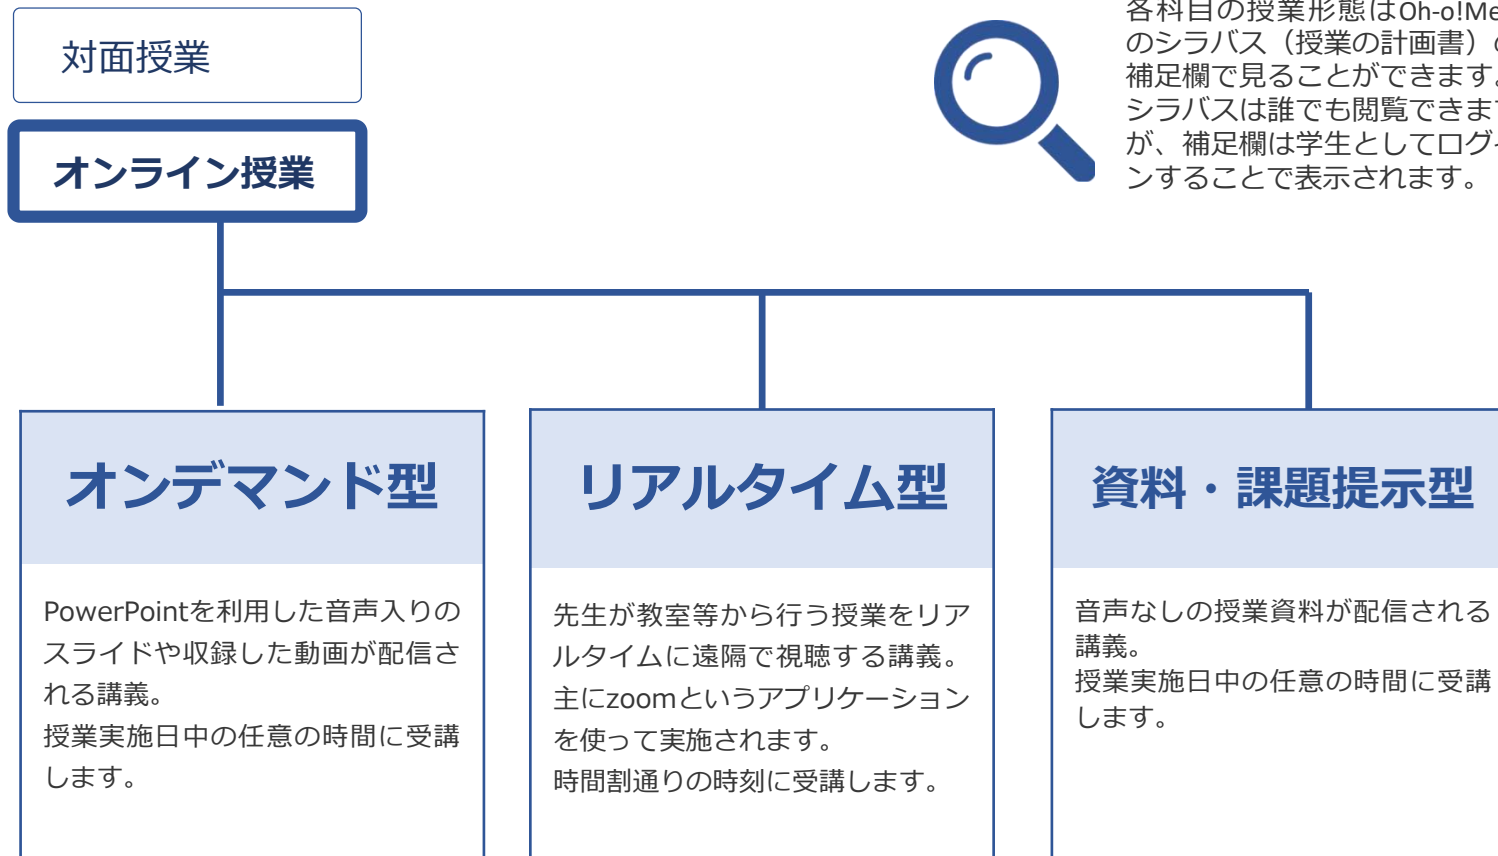 対面授業
オンライン授業
各科目の授業形態はOh-o!Me
のシラバス（授業の計画書）
補足欄で見ることができます。
シラバスは誰でも閲覧できます
が、補足欄は学生としてログイ
ンすることで表示されます。
オンデマンド型
PowerPointを利用した音声入りの
スライドや収録した動画が配信さ
れる講義。
授業実施日中の任意の時間に受講
します。
リアルタイム型
先生が教室等から行う授業をリア
ルタイムに遠隔で視聴する講義。
主にzoomというアプリケーション
を使って実施されます。
時間割通りの時刻に受講します。
資料・課題提示型
音声なしの授業資料が配信される
講義。
授業実施日中の任意の時間に受講
します。